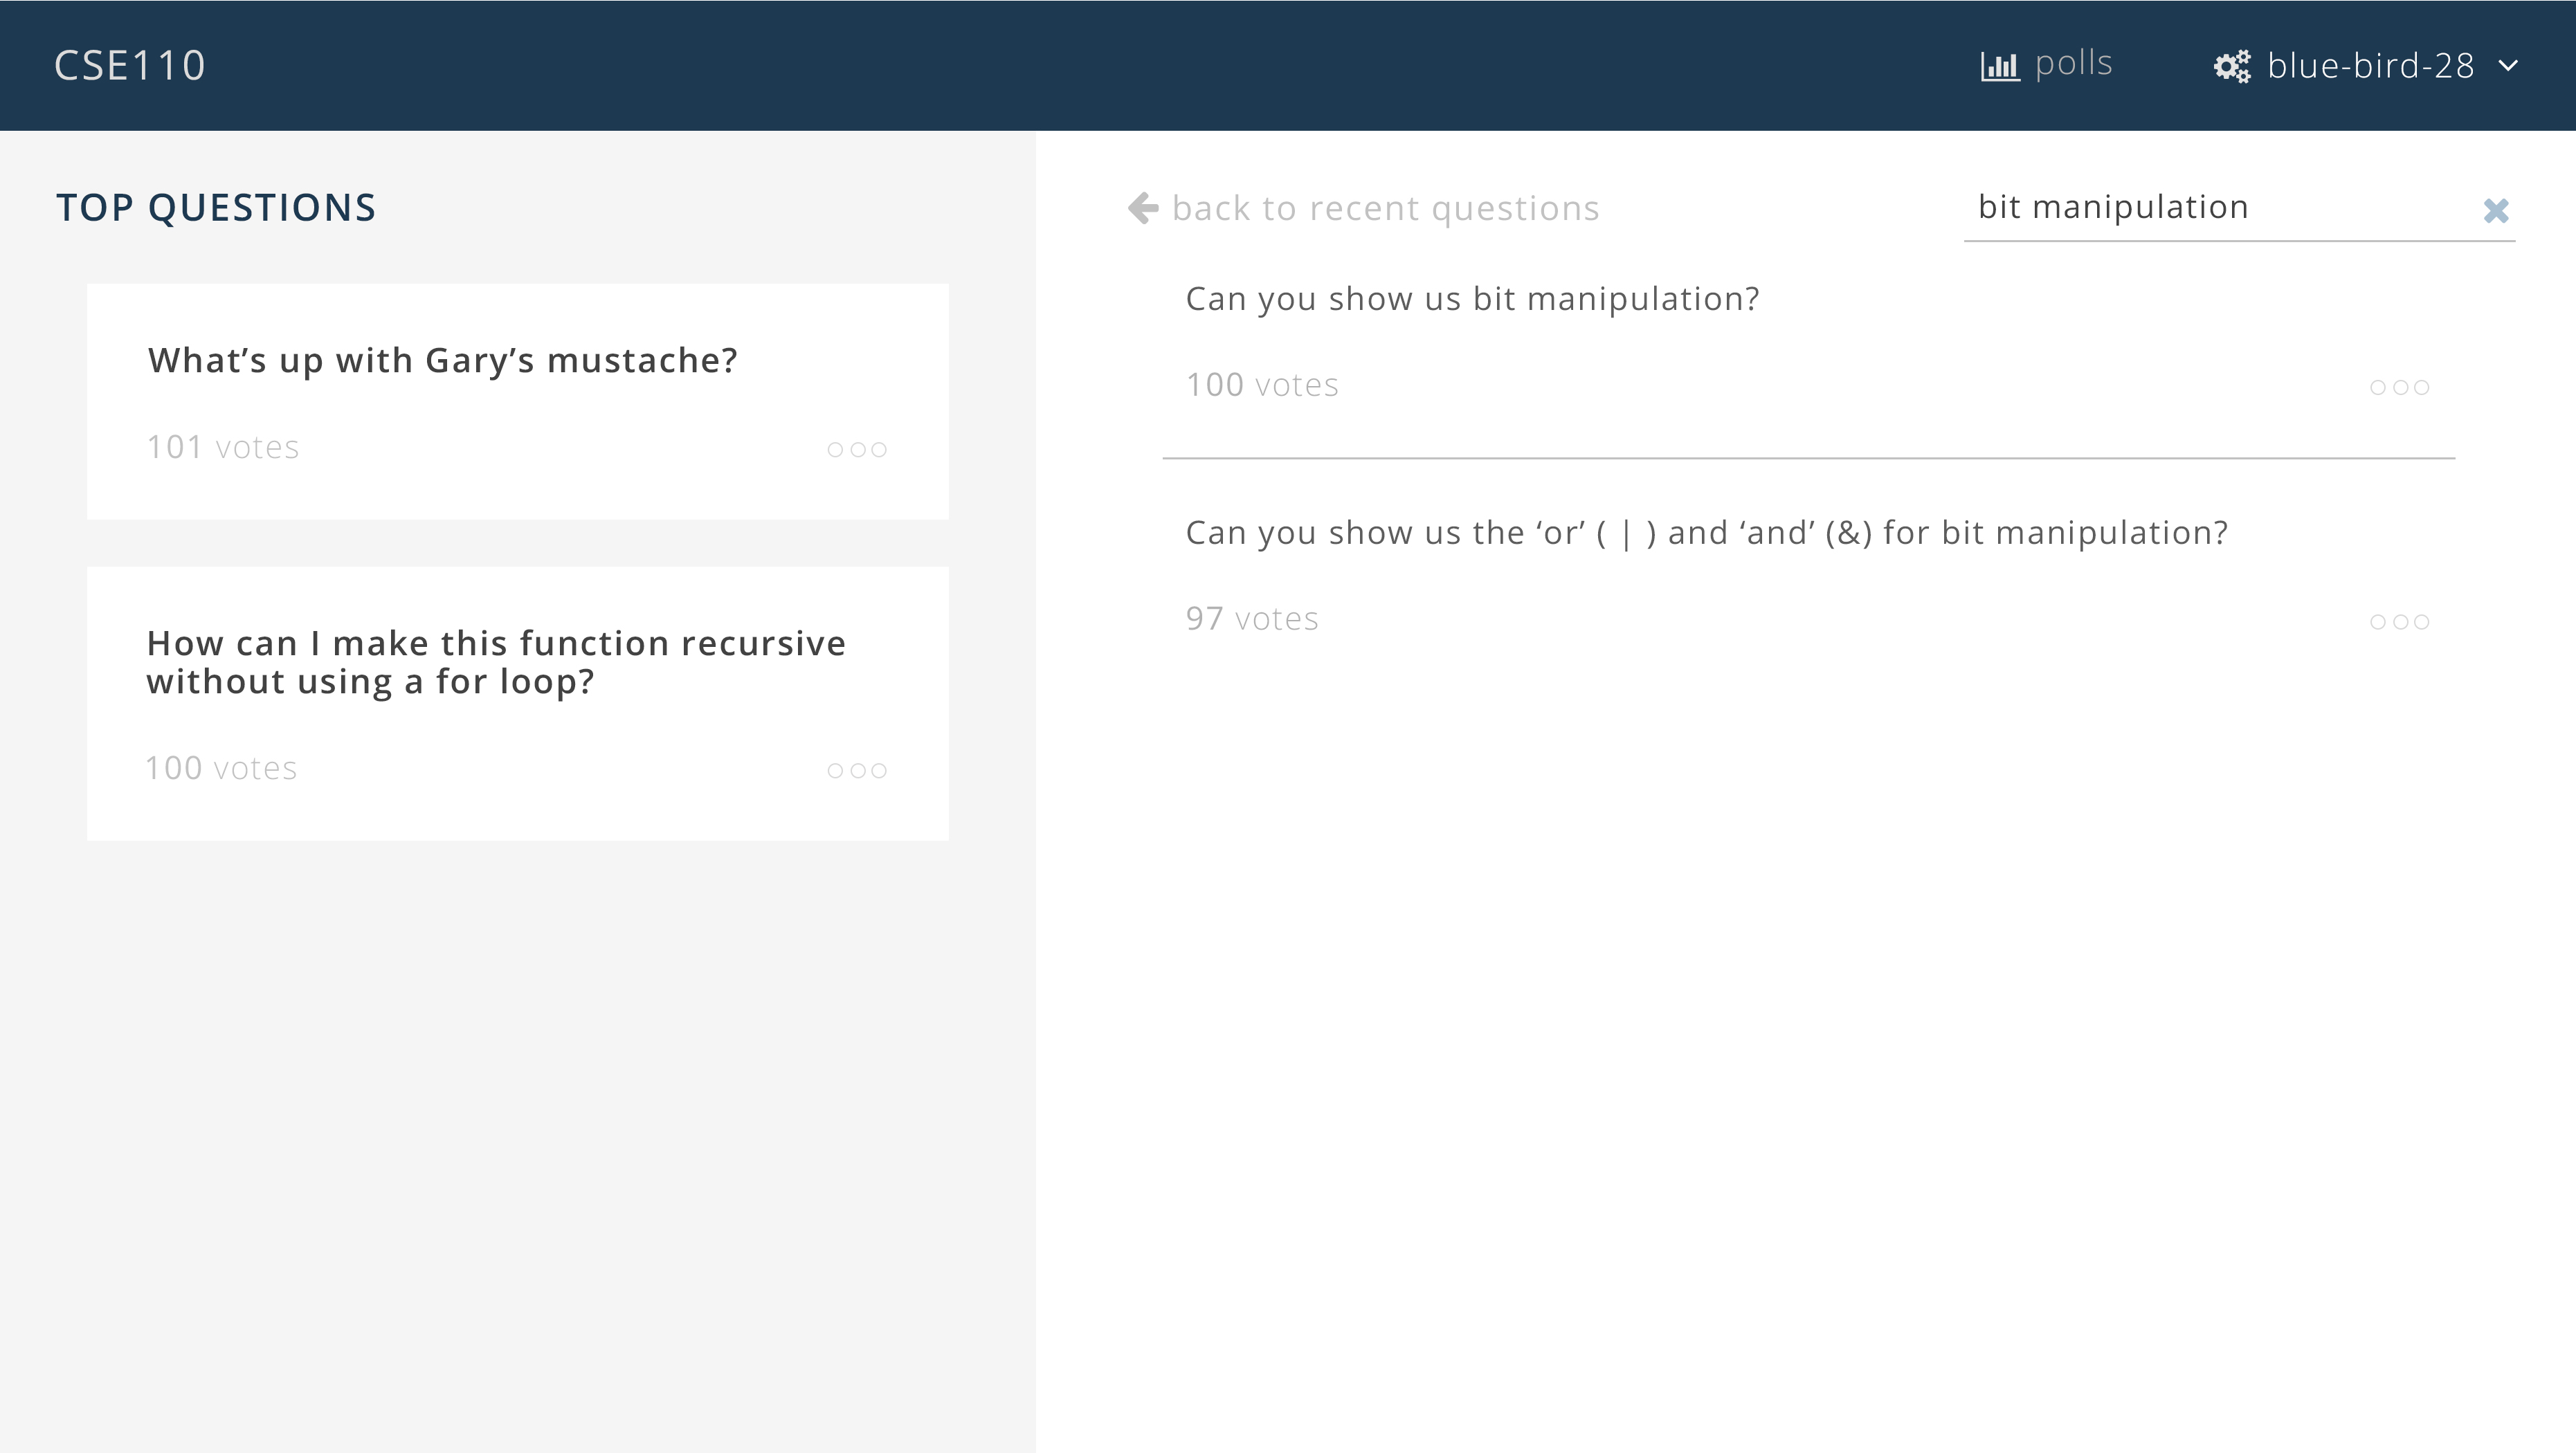 CSE110
polls
blue-bird-28
TOP QUESTIONS
What’s up with Gary’s mustache?
101 votes
How can I make this function recursive
without using a for loop?
100 votes
back to recent questions
bit manipulation
Can you show us bit manipulation?
100 votes
Can you show us the ‘or’ ( | ) and ‘and’ (&) for bit manipulation?
97 votes